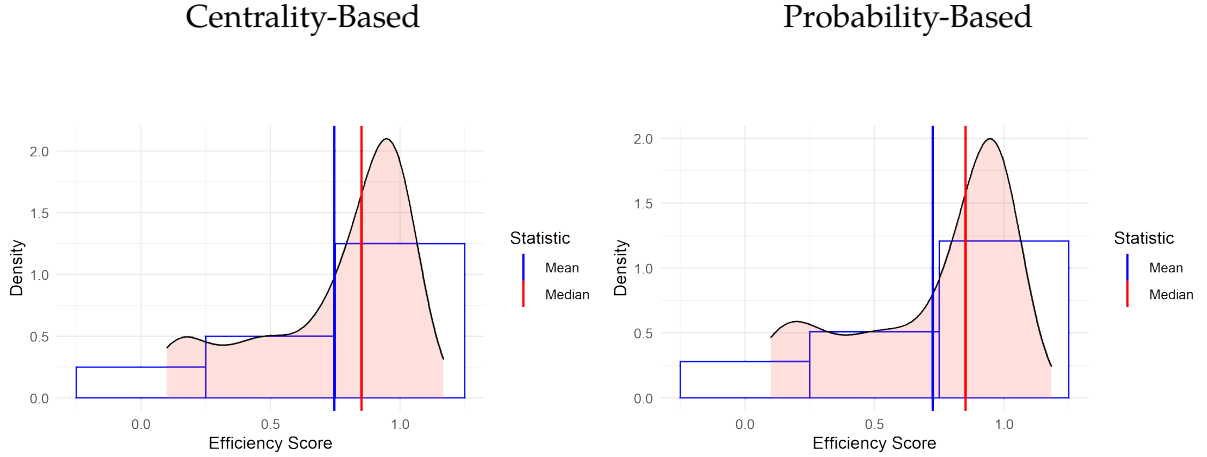 Centrality-Based
Density
2.0
1.5
1.0
0.5
0.0
0.0 0.5 1.0
Efficiency Score
Statistic
Mean
Median
Probability-Based
Density
2.0
1.5
1.0
0.5
0.0
0.0 0.5 1.0
Efficiency Score
Statistic
Mean
Median